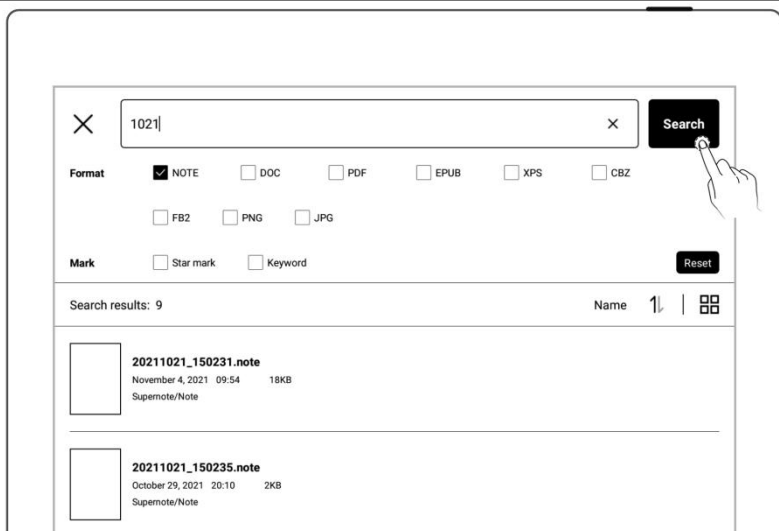 1021
Search
Format NOTE DOC PDF EPUB XPS CBZ
FB2 PNG JPG
Mark Star mark Keyword Reset
Search results: 9 Name
20211021_150231.note
November 4, 2021 09:54 18KB
Supernote/Note
20211021_150235.note
October 29, 2021 20:10 2KB
Supernote/Note